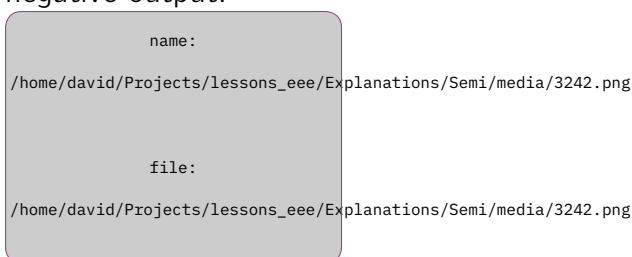 negative output.
name:
/home/david/Projects/lessons_eee/Explanations/Semi/media/3242.png
file:
/home/david/Projects/lessons_eee/Explanations/Semi/media/3242.png